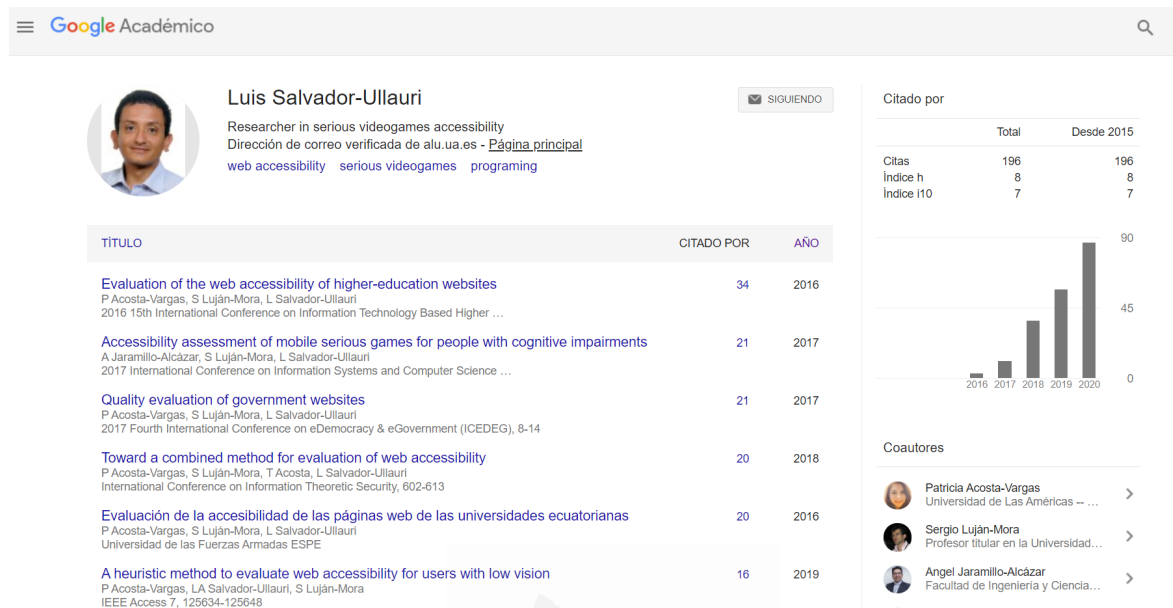 Google Académico
Luis Salvador-Ullauri
SIGUIENDO
Researcher in serious videogames accessibility
Dirección de correo verificada de alu.ua.es - Página principal
web accessibility serious videogames programing
TÍTULO CITADO POR AÑO
Evaluation of the web accessibility of higher-education websites 34 2016
P Acosta-Vargas, S Luján-Mora, L Salvador-Ullauri
2016 15th International Conference on Information Technology Based Higher …
Accessibility assessment of mobile serious games for people with cognitive impairments 21 2017
A Jaramillo-Alcázar, S Luján-Mora, L Salvador-Ullauri
2017 International Conference on Information Systems and Computer Science …
Quality evaluation of government websites 21 2017
P Acosta-Vargas, S Luján-Mora, L Salvador-Ullauri
2017 Fourth International Conference on eDemocracy & eGovernment (ICEDEG), 8-14
Toward a combined method for evaluation of web accessibility 20 2018
P Acosta-Vargas, S Luján-Mora, T Acosta, L Salvador-Ullauri
International Conference on Information Theoretic Security, 602-613
Evaluación de la accesibilidad de las páginas web de las universidades ecuatorianas 20 2016
P Acosta-Vargas, S Luján-Mora, L Salvador-Ullauri
Universidad de las Fuerzas Armadas ESPE
A heuristic method to evaluate web accessibility for users with low vision 16 2019
P Acosta-Vargas, LA Salvador-Ullauri, S Luján-Mora
IEEE Access 7, 125634-125648
Citado por
Total Desde 2015
Citas 196 196
Índice h 8 8
Índice i10 7 7
90
45
0
2016 2017 2018 2019 2020
Coautores
Patricia Acosta-Vargas
Universidad de Las Américas -- …
Sergio Luján-Mora
Profesor titular en la Universidad…
Angel Jaramillo-Alcázar
Facultad de Ingeniería y Ciencia…